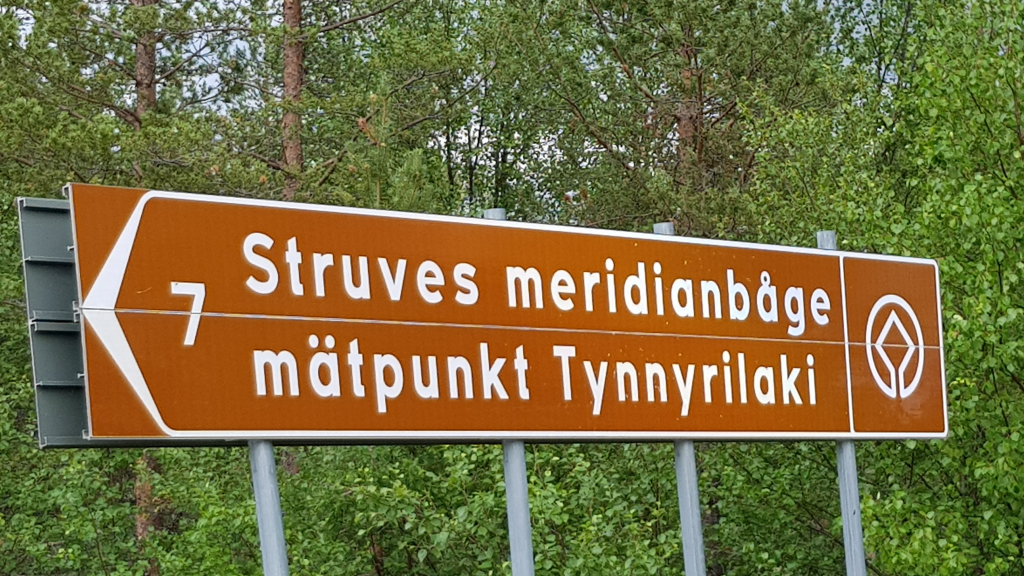 7
Struves meridianbåge
mätpunkt Tynnyrilaki